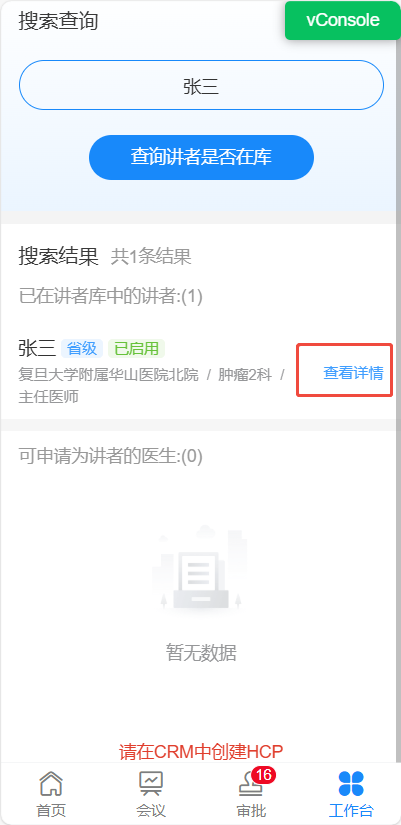 搜索查询
vConsole
张三
查询讲者是否在库
搜索结果 共1条结果
已在讲者库中的讲者:(1)
张三 省级 已启用
复旦大学附属华山医院北院 / 肿瘤2科 /
主任医师
查看详情
可申请为讲者的医生:(0)
暂无数据
请在CRM中创建HCP
16
首页 会议 审批 工作台